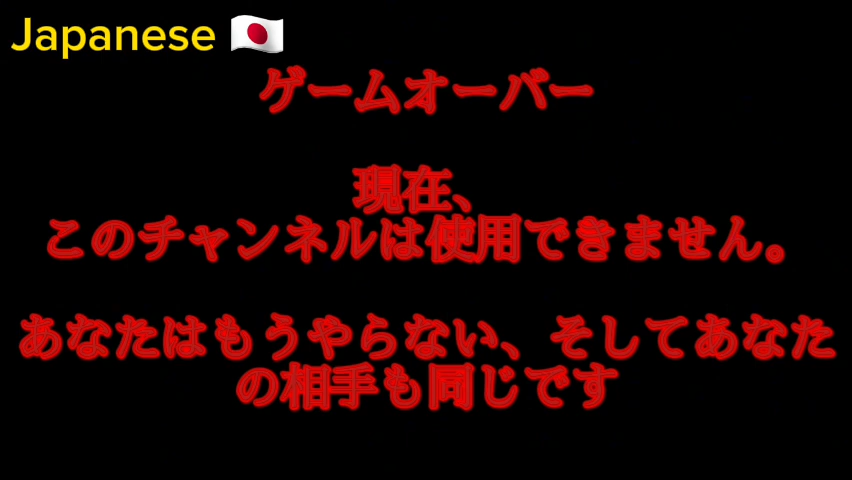 Japanese 🇯🇵
ゲームオーバー
現在、
このチャンネルは使用できません。
あなたはもうやらない、そしてあなた
の相手も同じです